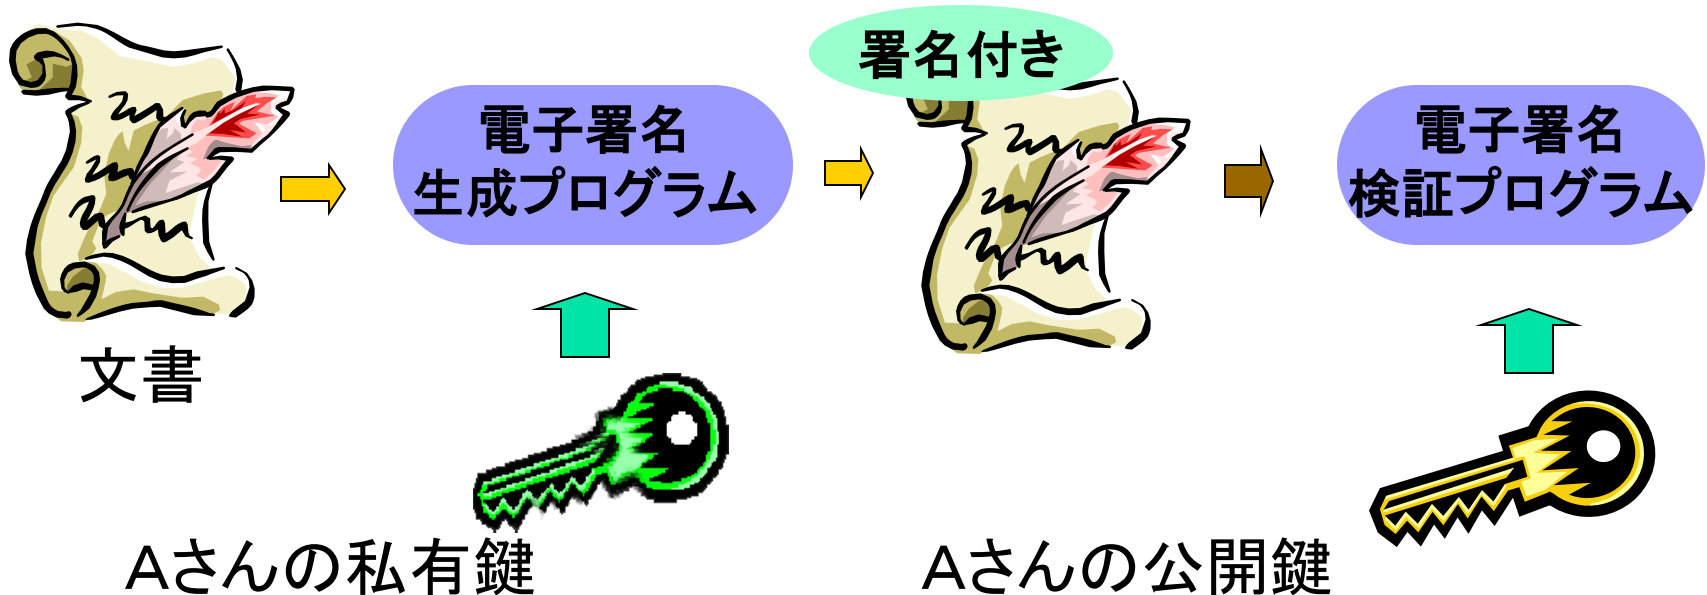 署名付き
電子署名
生成プログラム
電子署名
検証プログラム
文書
Aさんの私有鍵
Aさんの公開鍵